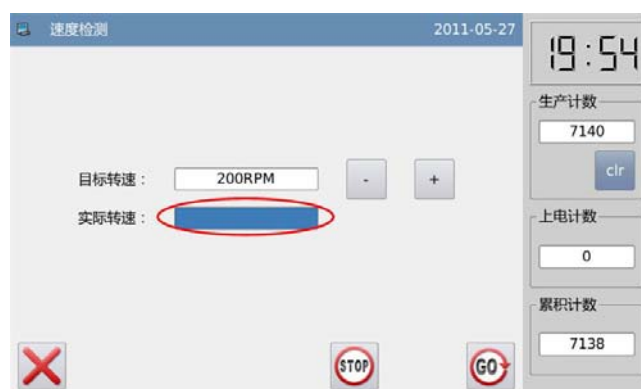 速度检测 2011-05-27
19:54
生产计数
7140
clr
目标转速： 200RPM - +
实际转速：
上电计数
0
累积计数
7138
STOP
GO